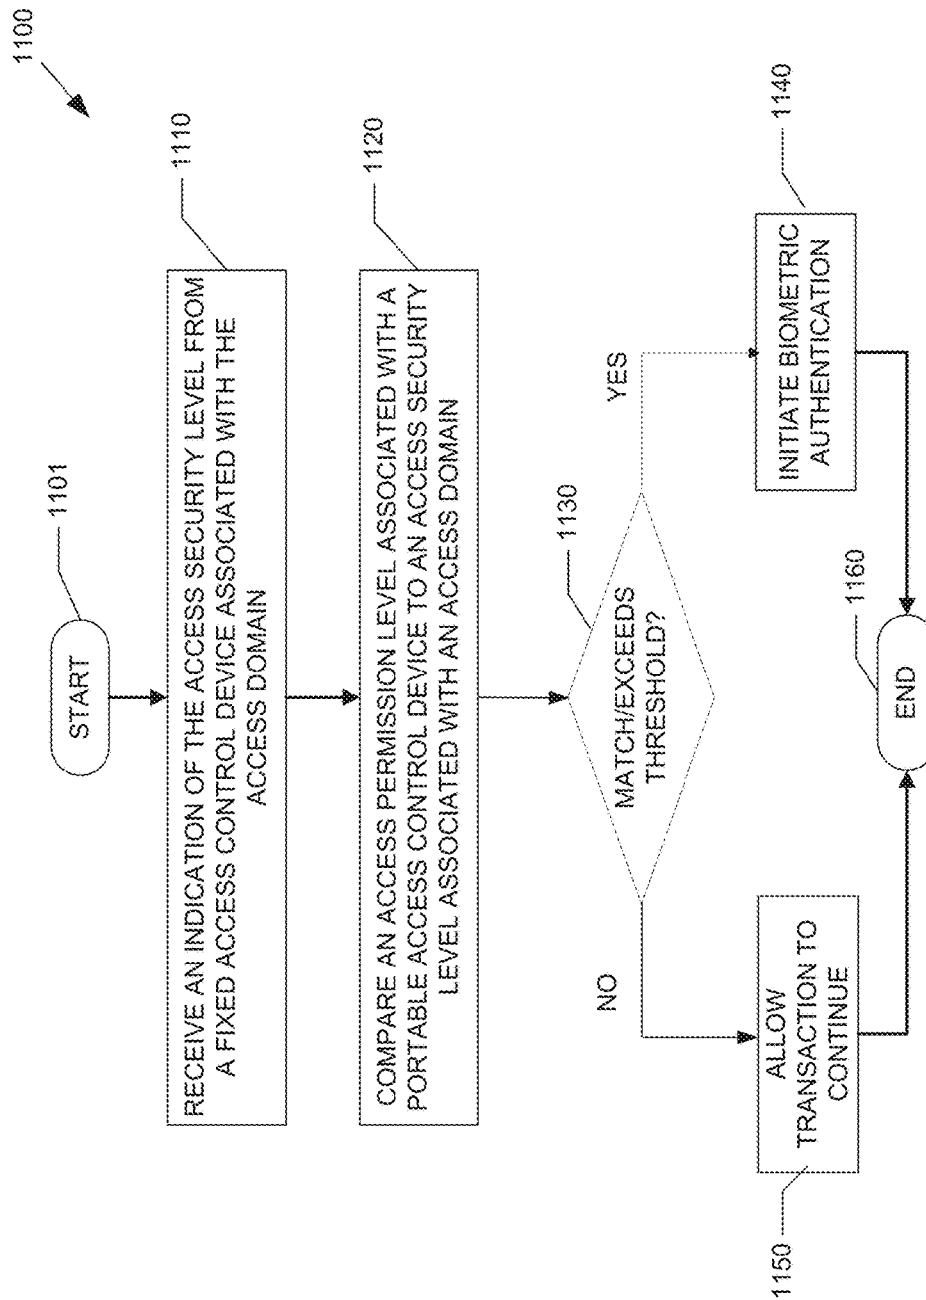 1100
START
1101
RECEIVE AN INDICATION OF THE ACCESS SECURITY LEVEL FROM
A FIXED ACCESS CONTROL DEVICE ASSOCIATED WITH THE
ACCESS DOMAIN
1110
COMPARE AN ACCESS PERMISSION LEVEL ASSOCIATED WITH A
PORTABLE ACCESS CONTROL DEVICE TO AN ACCESS SECURITY
LEVEL ASSOCIATED WITH AN ACCESS DOMAIN
1120
MATCH/EXCEEDS
THRESHOLD?
1130
NO
YES
ALLOW
TRANSACTION TO
CONTINUE
1150
INITIATE BIOMETRIC
AUTHENTICATION
1140
END
1160